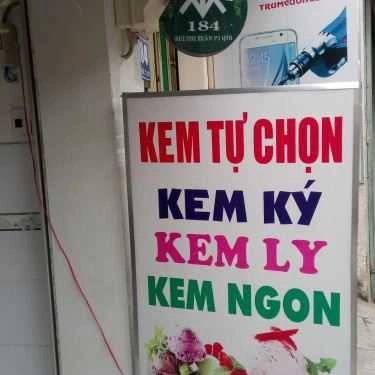 184
KEM TỰ CHỌN
KEM KÝ
KEM LY
KEM NGON